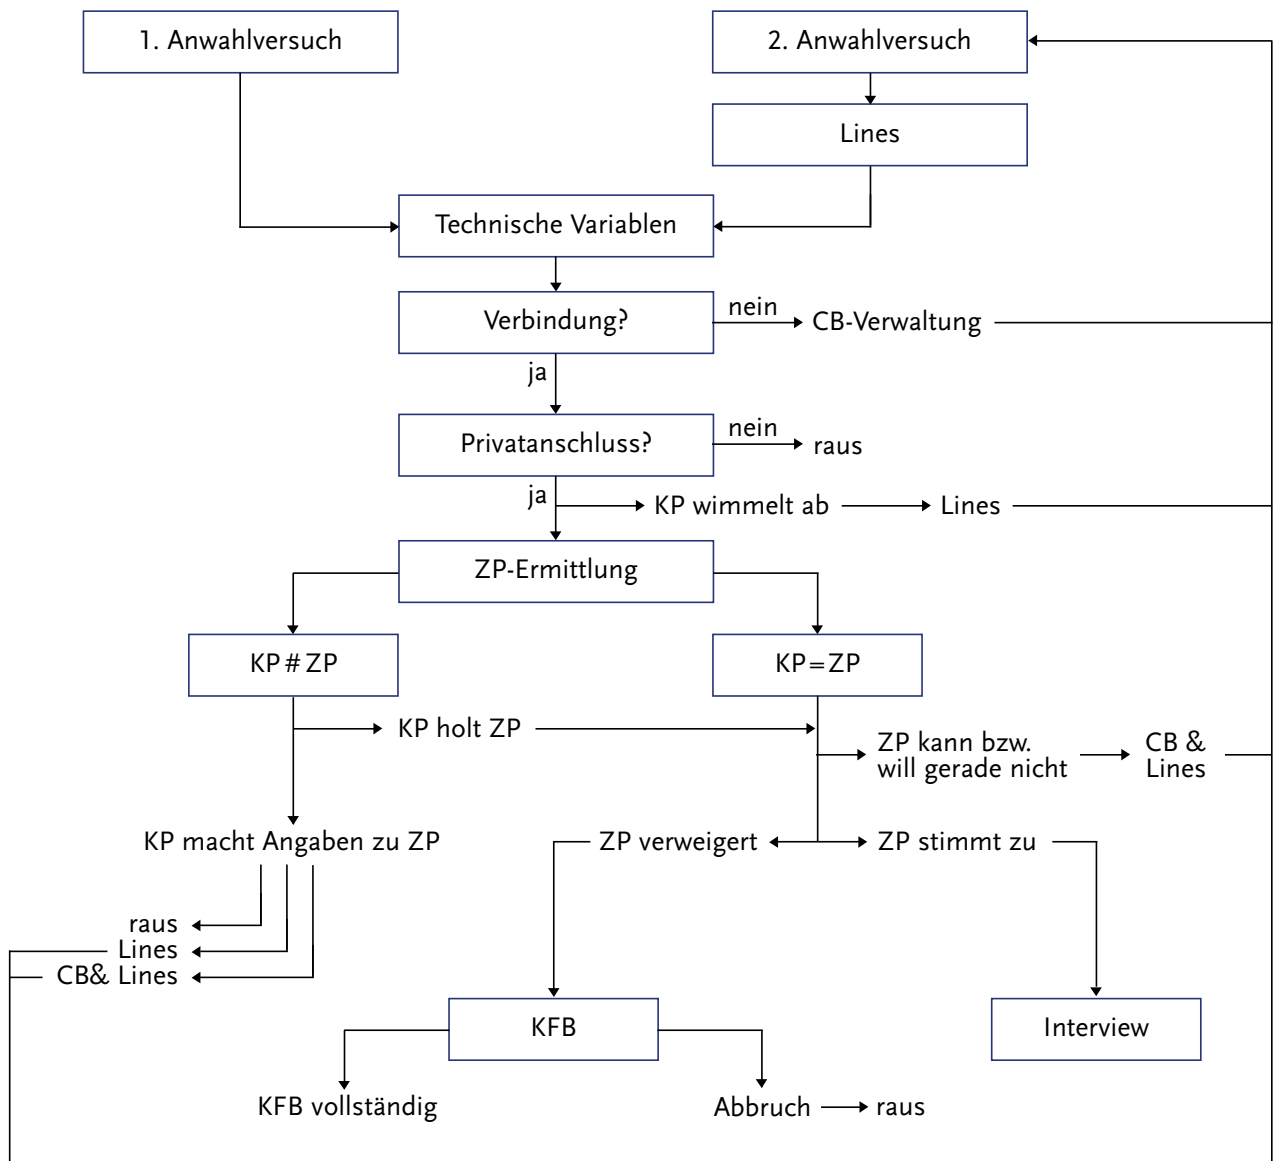 1. Anwahlversuch
2. Anwahlversuch
Lines
Technische Variablen
Verbindung?
nein
CB-Verwaltung
ja
Privatanschluss?
nein
raus
ja
KP wimmelt ab
Lines
ZP-Ermittlung
KP # ZP
KP = ZP
KP holt ZP
ZP kann bzw.
will gerade nicht
CB &
Lines
KP macht Angaben zu ZP
ZP verweigert
ZP stimmt zu
raus
Lines
CB& Lines
KFB
Interview
KFB vollständig
Abbruch
raus